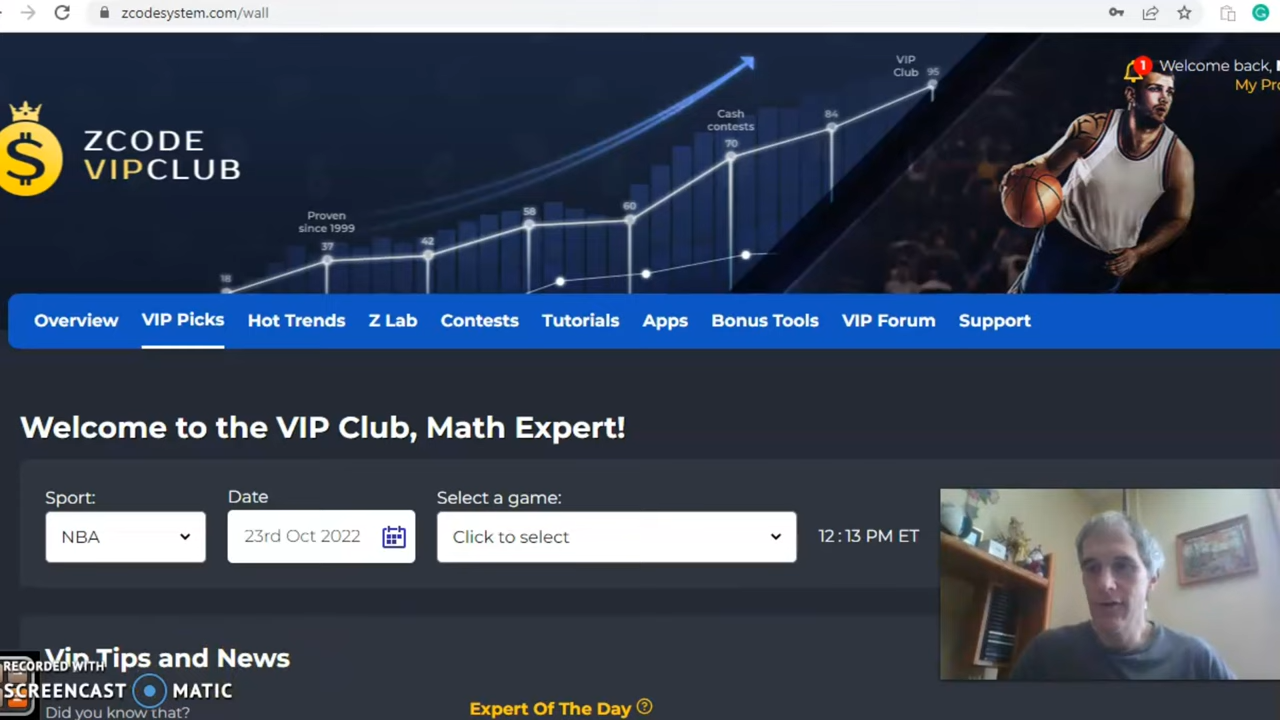 zcodesystem.com/wall
VIP
Club 95
1 Welcome back,
My Pro
Cash
contests
84
70
ZCODE
VIPCLUB
$
Proven
since 1999
60
58
42
37
18
Overview VIP Picks Hot Trends Z Lab Contests Tutorials Apps Bonus Tools VIP Forum Support
Welcome to the VIP Club, Math Expert!
Sport: Date Select a game:
NBA 23rd Oct 2022 Click to select 12:13 PM ET
Vip Tips and News
RECORDED WITH
SCREENCAST MATIC
Did you know that?
Expert Of The Day ?